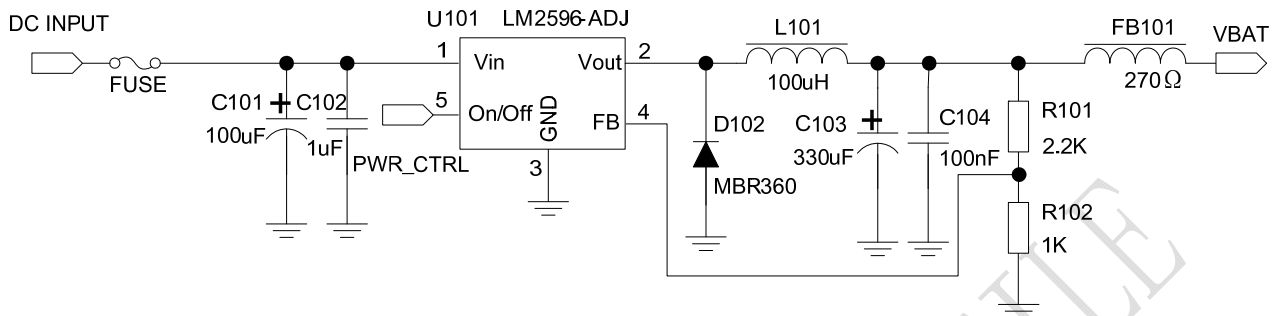 DC INPUT
FUSE
C101
100uF
C102
1uF
PWR_CTRL
U101
LM2596-ADJ
1
Vin
5
On/Off
GND
3
Vout
2
FB
4
D102
MBR360
L101
100uH
C103
330uF
C104
100nF
R101
2.2K
R102
1K
FB101
270Ω
VBAT